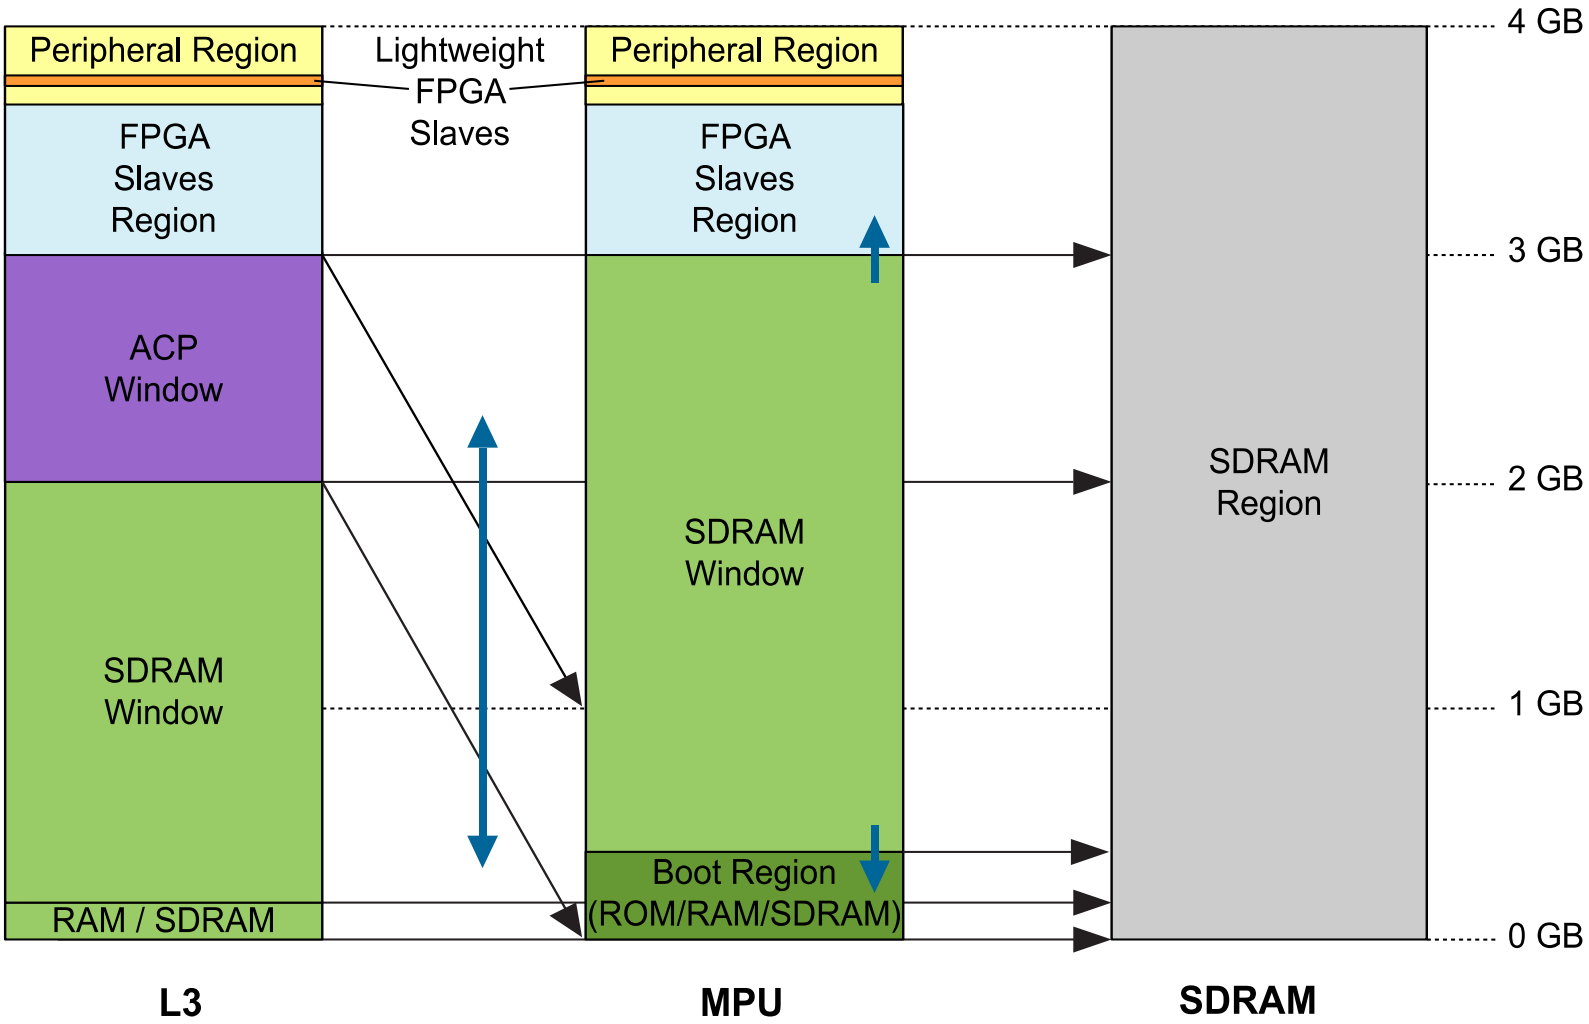 4 GB
Peripheral Region
Lightweight
FPGA
Slaves
Peripheral Region
FPGA
Slaves
Region
FPGA
Slaves
Region
3 GB
ACP
Window
SDRAM
Region
2 GB
SDRAM
Window
SDRAM
Window
1 GB
Boot Region
(ROM/RAM/SDRAM)
RAM / SDRAM
0 GB
L3
MPU
SDRAM